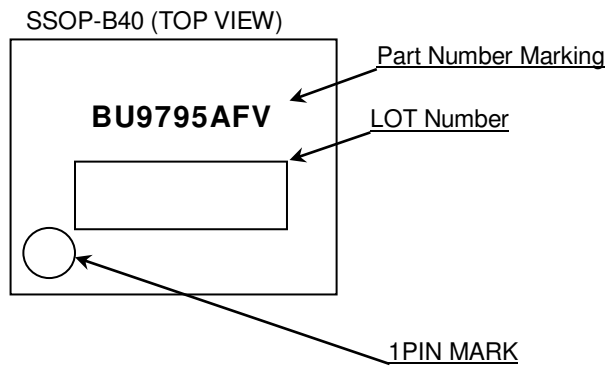 SSOP-B40 (TOP VIEW)
Part Number Marking
BU9795AFV
LOT Number
1PIN MARK